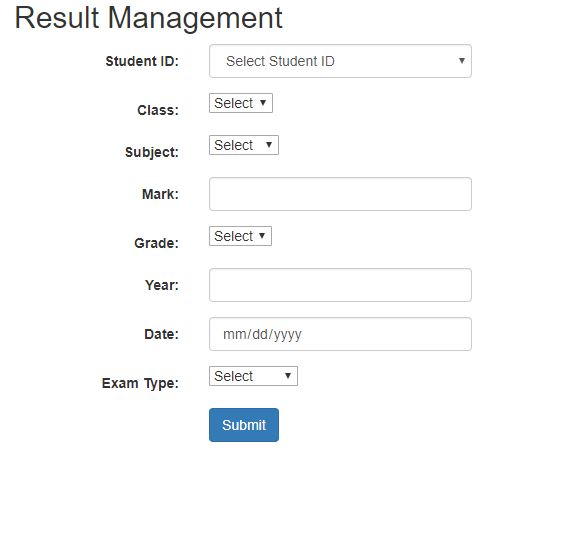 Result Management
Student ID: Select Student ID
Class: Select
Subject: Select
Mark:
Grade: Select
Year:
Date: mm/dd/yyyy
Exam Type: Select
Submit